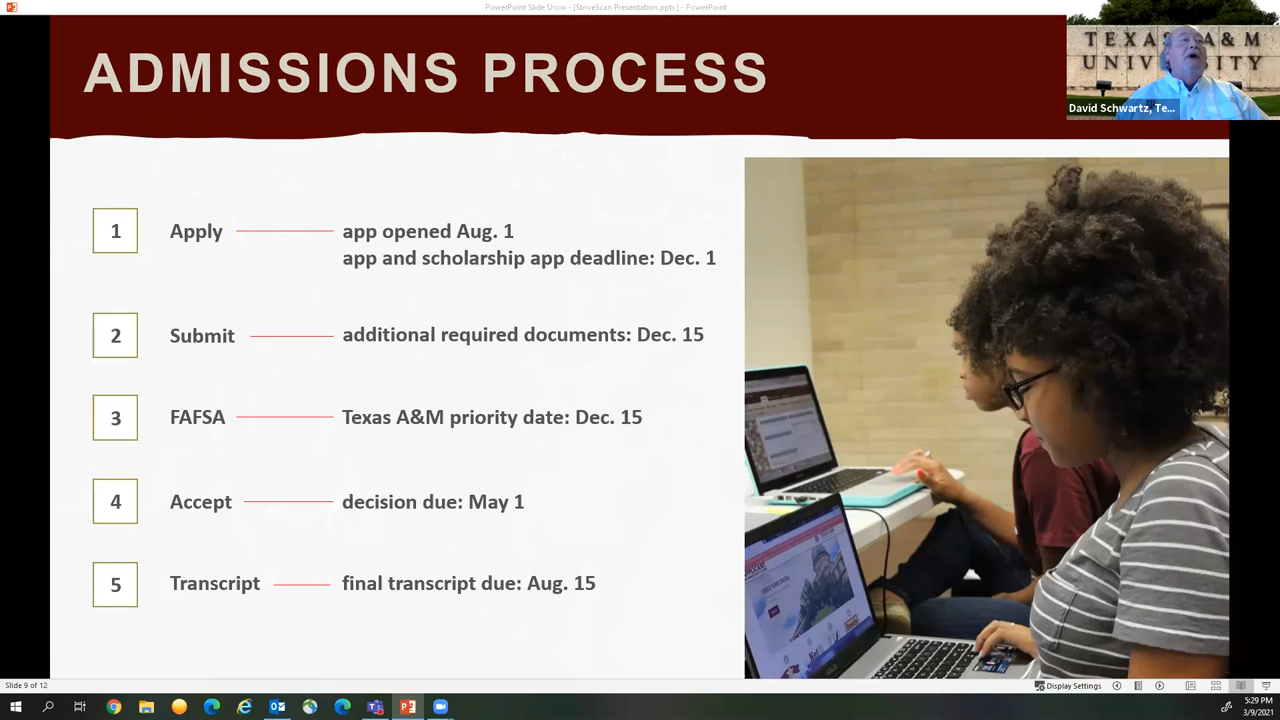 PowerPoint Slide Show - [StriveScan Presentation.pptx] - PowerPoint
ADMISSIONS PROCESS
TEXAS A&M
UNIVERSITY
David Schwartz, Te...
1 Apply app opened Aug. 1
app and scholarship app deadline: Dec. 1
2 Submit additional required documents: Dec. 15
3 FAFSA Texas A&M priority date: Dec. 15
4 Accept decision due: May 1
5 Transcript final transcript due: Aug. 15
Slide 9 of 12
Display Settings
5:29 PM
3/9/2021